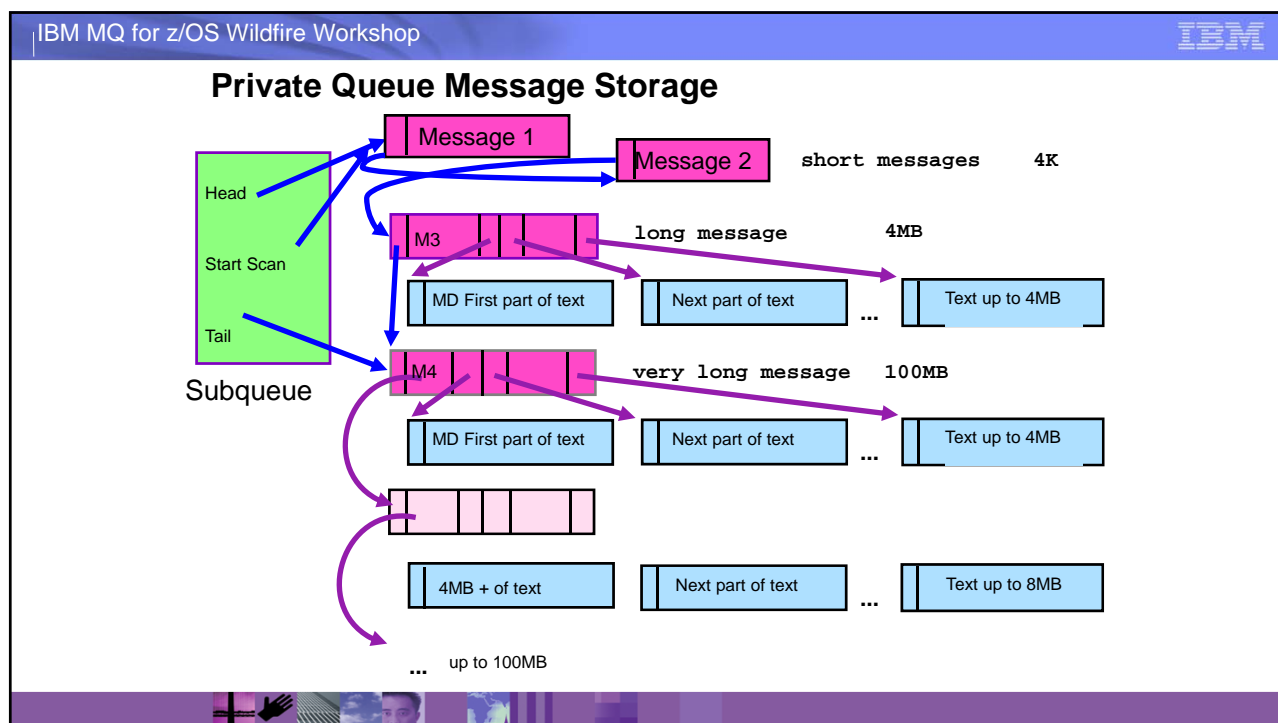 IBM MQ for z/OS Wildfire Workshop
IBM
Private Queue Message Storage
Message 1
Message 2
short messages 4K
Head
Start Scan
Tail
Subqueue
M3
long message 4MB
MD First part of text
Next part of text
...
Text up to 4MB
M4
very long message 100MB
MD First part of text
Next part of text
...
Text up to 4MB
4MB + of text
Next part of text
...
Text up to 8MB
... up to 100MB